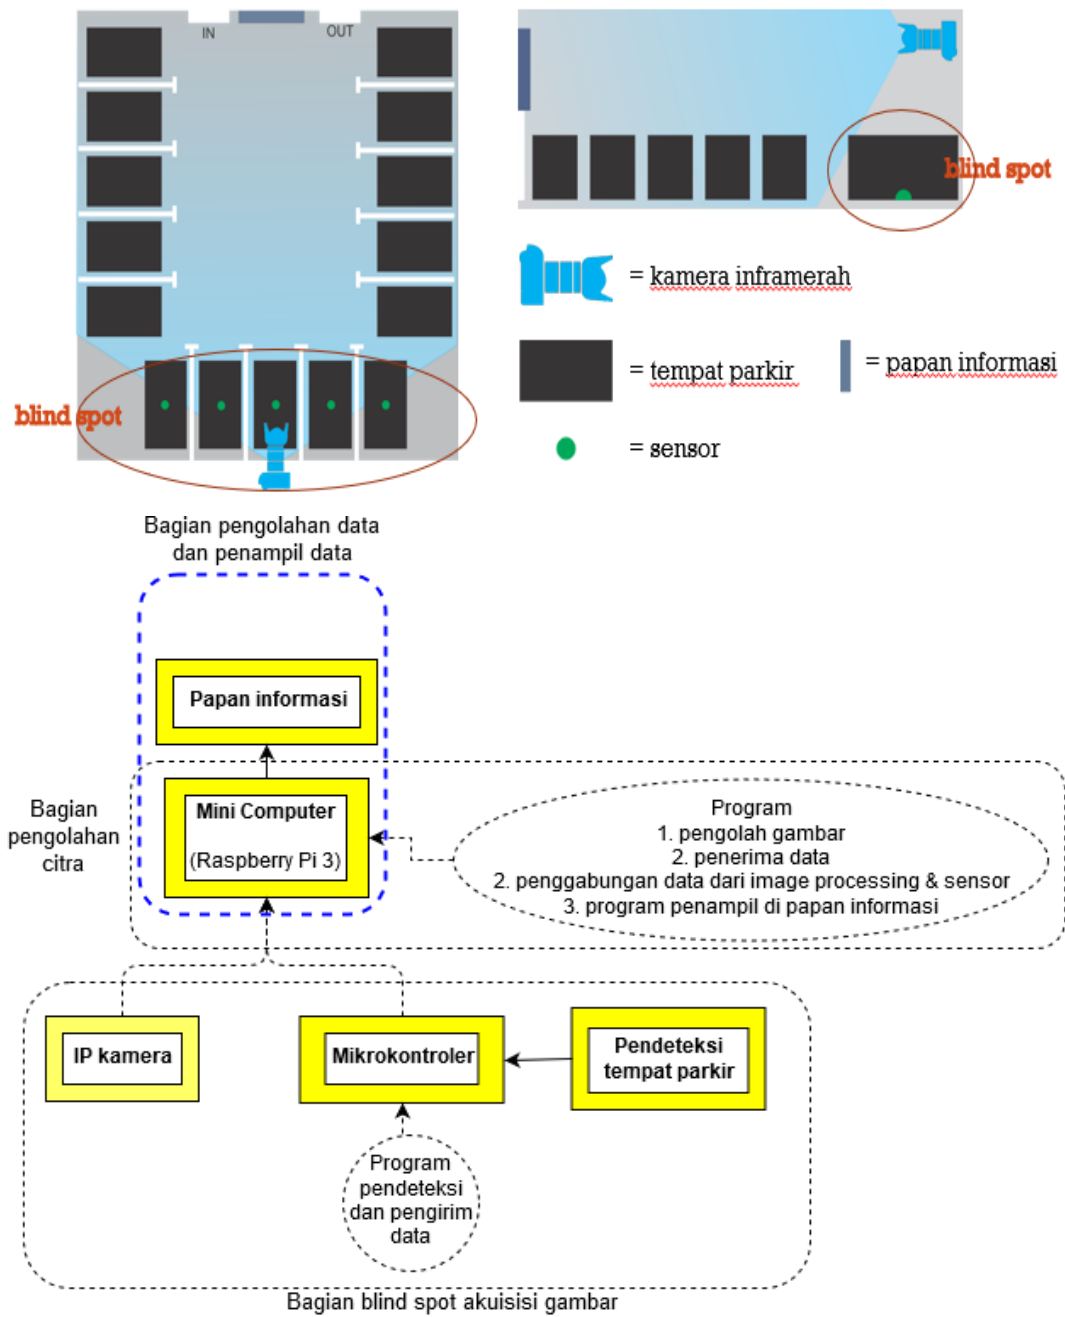 IN
OUT
blind spot
blind spot
= kamera inframerah
= tempat parkir
= papan informasi
= sensor
Bagian pengolahan data
dan penampil data
Papan informasi
Mini Computer
(Raspberry Pi 3)
Bagian
pengolahan
citra
Program
1. pengolah gambar
2. penerima data
2. penggabungan data dari image processing & sensor
3. program penampil di papan informasi
IP kamera
Mikrokontroler
Pendeteksi
tempat parkir
Program
pendeteksi
dan pengirim
data
Bagian blind spot akuisisi gambar